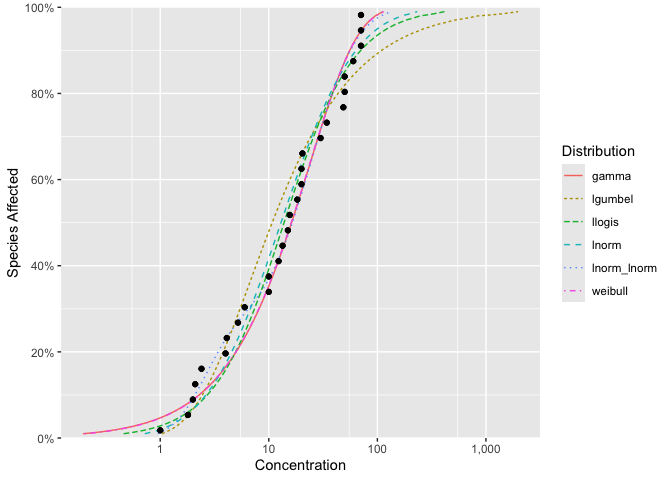 100%
80%
60%
40%
20%
0%
Species Affected
1
10
100
1,000
Concentration
Distribution
gamma
lgumbel
llogis
lnorm
lnorm_lnorm
weibull